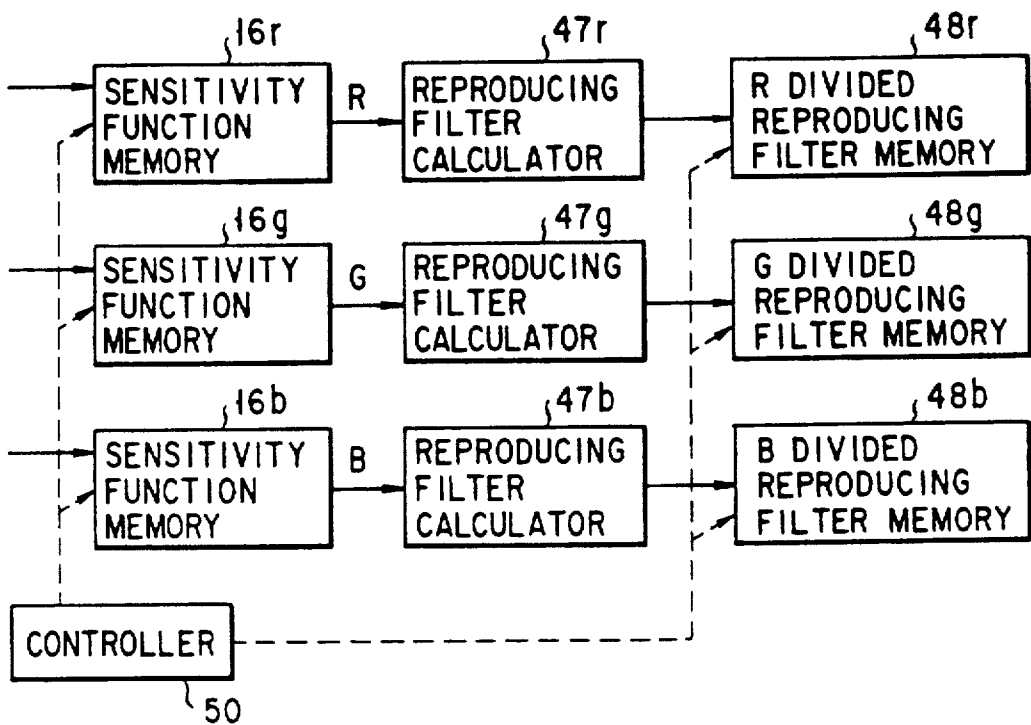 16r
47r
48r
SENSITIVITY
FUNCTION
MEMORY
R
REPRODUCING
FILTER
CALCULATOR
R DIVIDED
REPRODUCING
FILTER MEMORY
16g
47g
48g
SENSITIVITY
FUNCTION
MEMORY
G
REPRODUCING
FILTER
CALCULATOR
G DIVIDED
REPRODUCING
FILTER MEMORY
16b
47b
48b
SENSITIVITY
FUNCTION
MEMORY
B
REPRODUCING
FILTER
CALCULATOR
B DIVIDED
REPRODUCING
FILTER MEMORY
CONTROLLER
50